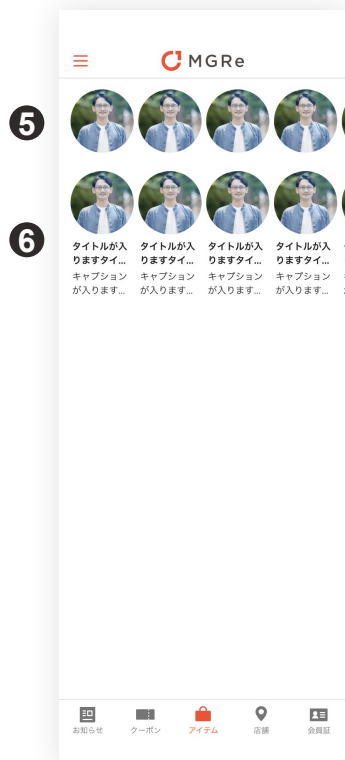 MGRe
5
6
タイトルが入りますタイ... タイトルが入りますタイ... タイトルが入りますタイ... タイトルが入りますタイ...
キャプションが入ります... キャプションが入ります... キャプションが入ります... キャプションが入ります...
お知らせ クーポン アイテム 店舗 会員証